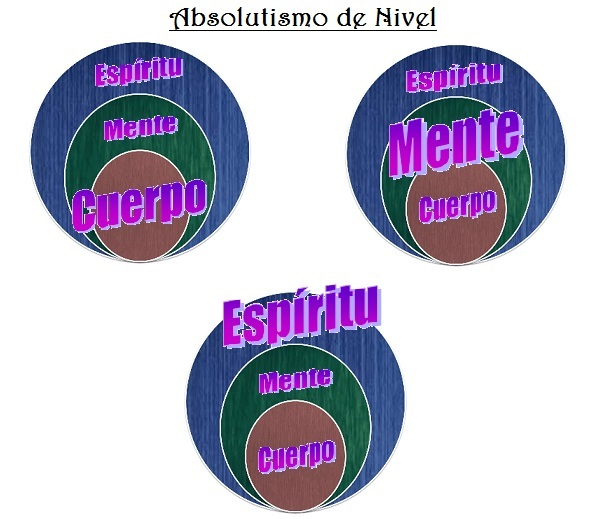 Absolutismo de Nivel
Espíritu
Mente
Cuerpo
Espíritu
Mente
Cuerpo
Espíritu
Mente
Cuerpo